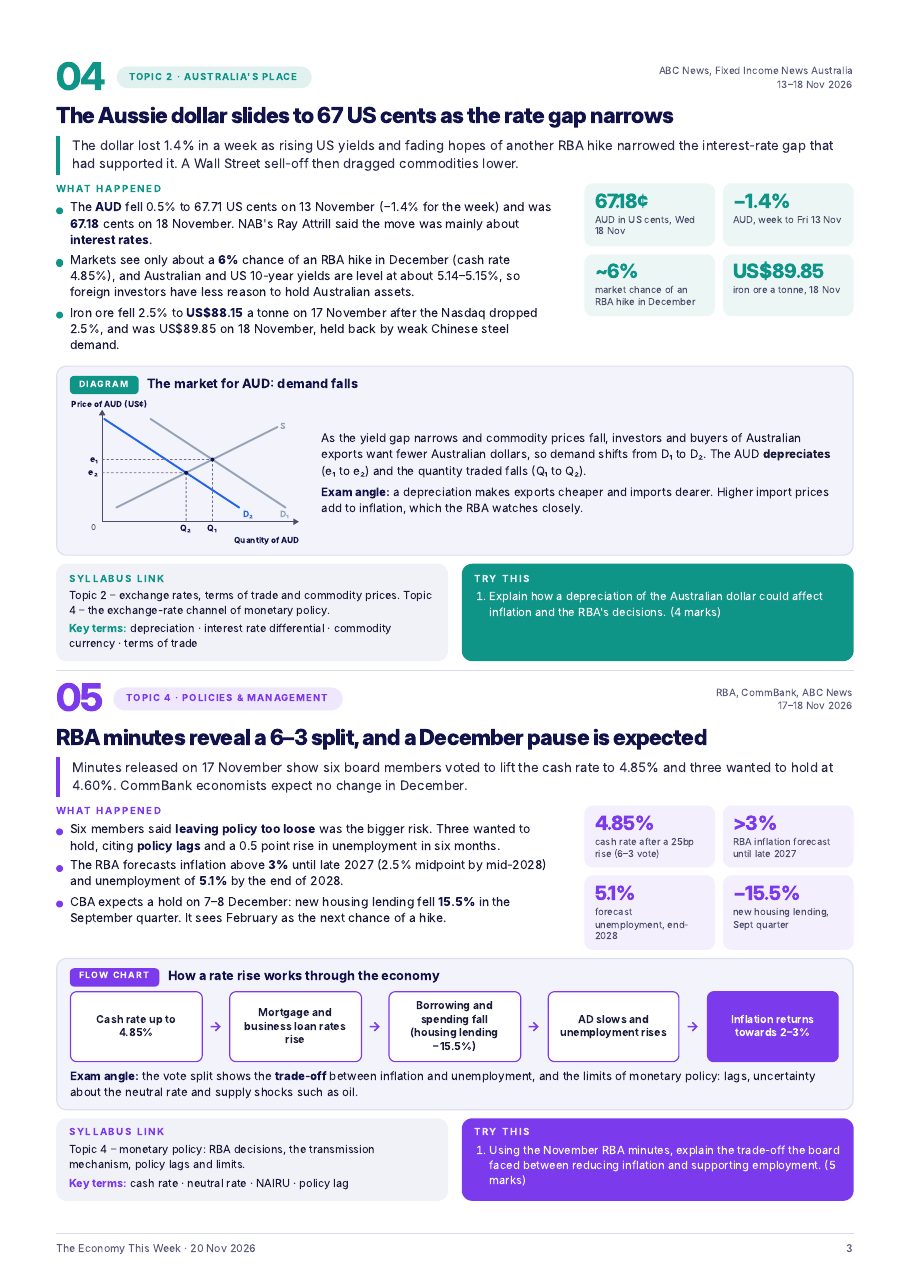 04
TOPIC 2 · AUSTRALIA'S PLACE
ABC News, Fixed Income News Australia
13–18 Nov 2026
The Aussie dollar slides to 67 US cents as the rate gap narrows
The dollar lost 1.4% in a week as rising US yields and fading hopes of another RBA hike narrowed the interest-rate gap that
had supported it. A Wall Street sell-off then dragged commodities lower.
WHAT HAPPENED
The AUD fell 0.5% to 67.71 US cents on 13 November (−1.4% for the week) and was
67.18 cents on 18 November. NAB's Ray Attrill said the move was mainly about
interest rates.
Markets see only about a 6% chance of an RBA hike in December (cash rate
4.85%), and Australian and US 10-year yields are level at about 5.14–5.15%, so
foreign investors have less reason to hold Australian assets.
Iron ore fell 2.5% to US$88.15 a tonne on 17 November after the Nasdaq dropped
2.5%, and was US$89.85 on 18 November, held back by weak Chinese steel
demand.
67.18¢
AUD in US cents, Wed
18 Nov
−1.4%
AUD, week to Fri 13 Nov
~6%
market chance of an
RBA hike in December
US$89.85
iron ore a tonne, 18 Nov
DIAGRAM
The market for AUD: demand falls
Price of AUD (US¢)
S
e₁
e₂
D₂
D₁
0
Q₂
Q₁
Quantity of AUD
As the yield gap narrows and commodity prices fall, investors and buyers of Australian
exports want fewer Australian dollars, so demand shifts from D₁ to D₂. The AUD depreciates
(e₁ to e₂) and the quantity traded falls (Q₁ to Q₂).
Exam angle: a depreciation makes exports cheaper and imports dearer. Higher import prices
add to inflation, which the RBA watches closely.
SYLLABUS LINK
Topic 2 – exchange rates, terms of trade and commodity prices. Topic
4 – the exchange-rate channel of monetary policy.
Key terms: depreciation · interest rate differential · commodity
currency · terms of trade
TRY THIS
1. Explain how a depreciation of the Australian dollar could affect
inflation and the RBA's decisions. (4 marks)
05
TOPIC 4 · POLICIES & MANAGEMENT
RBA, CommBank, ABC News
17–18 Nov 2026
RBA minutes reveal a 6–3 split, and a December pause is expected
Minutes released on 17 November show six board members voted to lift the cash rate to 4.85% and three wanted to hold at
4.60%. CommBank economists expect no change in December.
WHAT HAPPENED
Six members said leaving policy too loose was the bigger risk. Three wanted to
hold, citing policy lags and a 0.5 point rise in unemployment in six months.
The RBA forecasts inflation above 3% until late 2027 (2.5% midpoint by mid-2028)
and unemployment of 5.1% by the end of 2028.
CBA expects a hold on 7–8 December: new housing lending fell 15.5% in the
September quarter. It sees February as the next chance of a hike.
4.85%
cash rate after a 25bp
rise (6–3 vote)
>3%
RBA inflation forecast
until late 2027
5.1%
forecast
unemployment, end-
2028
−15.5%
new housing lending,
Sept quarter
FLOW CHART
How a rate rise works through the economy
Cash rate up to
4.85%
→
Mortgage and
business loan rates
rise
→
Borrowing and
spending fall
(housing lending
−15.5%)
→
AD slows and
unemployment rises
→
Inflation returns
towards 2–3%
Exam angle: the vote split shows the trade-off between inflation and unemployment, and the limits of monetary policy: lags, uncertainty
about the neutral rate and supply shocks such as oil.
SYLLABUS LINK
Topic 4 – monetary policy: RBA decisions, the transmission
mechanism, policy lags and limits.
Key terms: cash rate · neutral rate · NAIRU · policy lag
TRY THIS
1. Using the November RBA minutes, explain the trade-off the board
faced between reducing inflation and supporting employment. (5
marks)
The Economy This Week · 20 Nov 2026
3